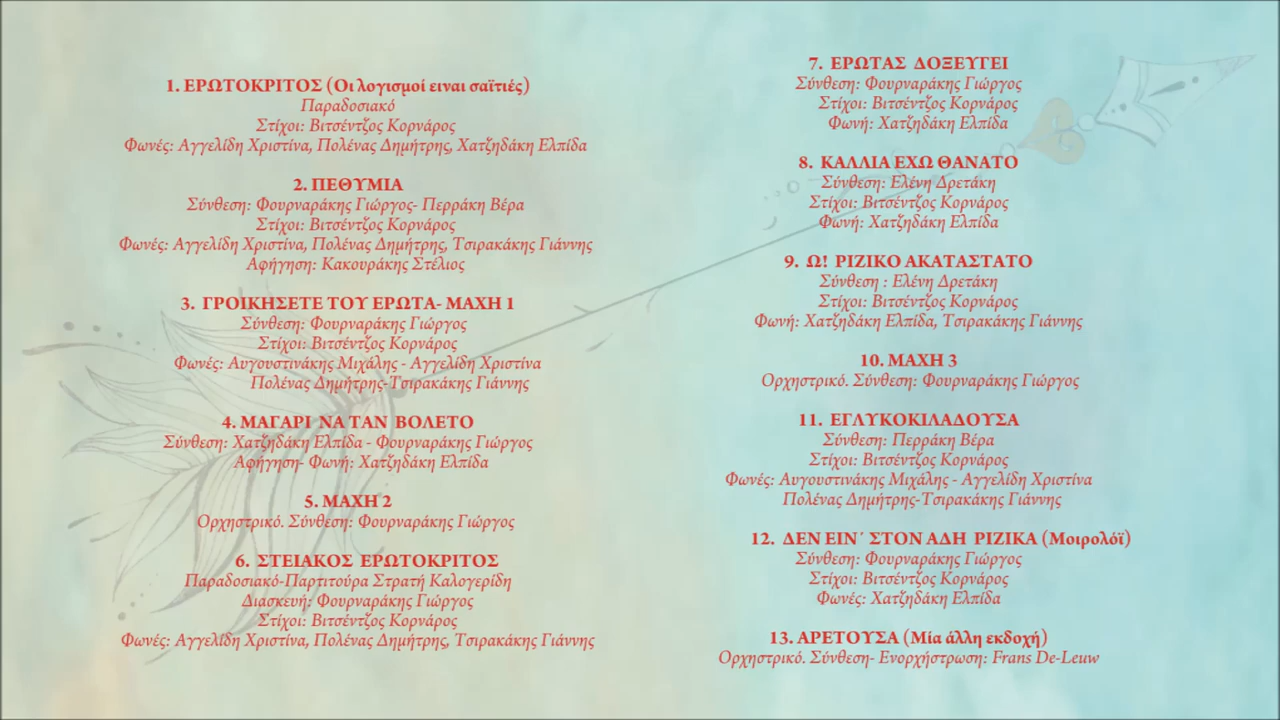 1. ΕΡΩΤΟΚΡΙΤΟΣ (Οι λογισμοί ειναι σαϊτιές)
Παραδοσιακό
Στίχοι: Βιτσέντζος Κορνάρος
Φωνές: Αγγελίδη Χριστίνα, Πολένας Δημήτρης, Χατζηδάκη Ελπίδα
2. ΠΕΘΥΜΙΑ
Σύνθεση: Φουρναράκης Γιώργος- Περράκη Βέρα
Στίχοι: Βιτσέντζος Κορνάρος
Φωνές: Αγγελίδη Χριστίνα, Πολένας Δημήτρης, Τσιρακάκης Γιάννης
Αφήγηση: Κακουράκης Στέλιος
3. ΓΡΟΙΚΗΣΕΤΕ ΤΟΥ ΕΡΩΤΑ- ΜΑΧΗ 1
Σύνθεση: Φουρναράκης Γιώργος
Στίχοι: Βιτσέντζος Κορνάρος
Φωνές: Αυγουστινάκης Μιχάλης - Αγγελίδη Χριστίνα
Πολένας Δημήτρης-Τσιρακάκης Γιάννης
4. ΜΑΓΑΡΙ ΝΑ ΤΑΝ ΒΟΛΕΤΟ
Σύνθεση: Χατζηδάκη Ελπίδα - Φουρναράκης Γιώργος
Αφήγηση- Φωνή: Χατζηδάκη Ελπίδα
5. ΜΑΧΗ 2
Ορχηστρικό. Σύνθεση: Φουρναράκης Γιώργος
6. ΣΤΕΙΑΚΟΣ ΕΡΩΤΟΚΡΙΤΟΣ
Παραδοσιακό-Παρτιτούρα Στρατή Καλογερίδη
Διασκευή: Φουρναράκης Γιώργος
Στίχοι: Βιτσέντζος Κορνάρος
Φωνές: Αγγελίδη Χριστίνα, Πολένας Δημήτρης, Τσιρακάκης Γιάννης
7. ΕΡΩΤΑΣ ΔΟΞΕΥΤΕΙ
Σύνθεση: Φουρναράκης Γιώργος
Στίχοι: Βιτσέντζος Κορνάρος
Φωνή: Χατζηδάκη Ελπίδα
8. ΚΑΛΛΙΑ ΕΧΩ ΘΑΝΑΤΟ
Σύνθεση: Ελένη Δρετάκη
Στίχοι: Βιτσέντζος Κορνάρος
Φωνή: Χατζηδάκη Ελπίδα
9. Ω! ΡΙΖΙΚΟ ΑΚΑΤΑΣΤΑΤΟ
Σύνθεση : Ελένη Δρετάκη
Στίχοι: Βιτσέντζος Κορνάρος
Φωνή: Χατζηδάκη Ελπίδα, Τσιρακάκης Γιάννης
10. ΜΑΧΗ 3
Ορχηστρικό. Σύνθεση: Φουρναράκης Γιώργος
11. ΕΓΛΥΚΟΚΙΛΑΔΟΥΣΑ
Σύνθεση: Περράκη Βέρα
Στίχοι: Βιτσέντζος Κορνάρος
Φωνές: Αυγουστινάκης Μιχάλης - Αγγελίδη Χριστίνα
Πολένας Δημήτρης-Τσιρακάκης Γιάννης
12. ΔΕΝ ΕΙΝ΄ ΣΤΟΝ ΑΔΗ ΡΙΖΙΚΑ (Μοιρολόϊ)
Σύνθεση: Φουρναράκης Γιώργος
Στίχοι: Βιτσέντζος Κορνάρος
Φωνές: Χατζηδάκη Ελπίδα
13. ΑΡΕΤΟΥΣΑ (Μία άλλη εκδοχή)
Ορχηστρικό. Σύνθεση- Ενορχήστρωση: Frans De-Leuw